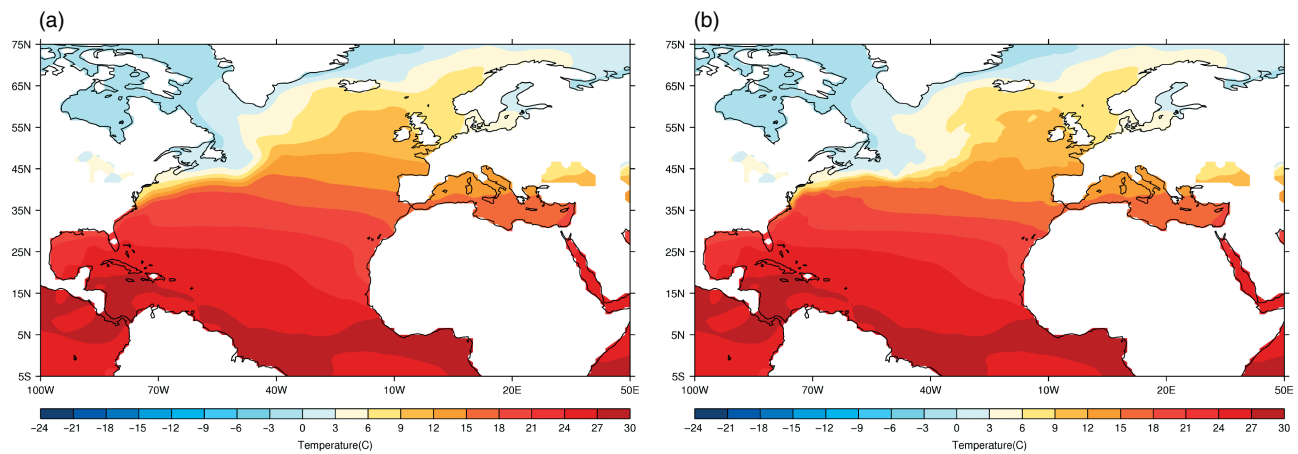 (a)
75N
65N
55N
45N
35N
25N
15N
5N
5S
100W 70W 40W 10W 20E 50E
−24 −21 −18 −15 −12 −9 −6 −3 0 3 6 9 12 15 18 21 24 27 30
Temperature(C)
(b)
75N
65N
55N
45N
35N
25N
15N
5N
5S
100W 70W 40W 10W 20E 50E
−24 −21 −18 −15 −12 −9 −6 −3 0 3 6 9 12 15 18 21 24 27 30
Temperature(C)